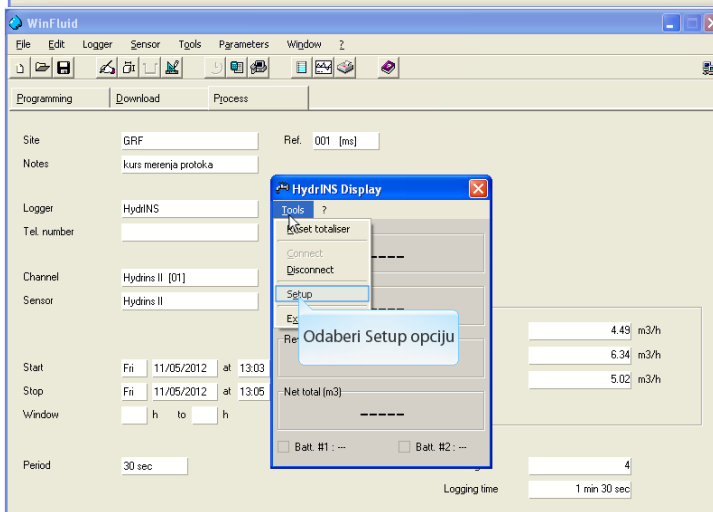 WinFluid
File Edit Logger Sensor Tools Parameters Window ?
Programming Download Process
Site GRF Ref. 001 [ms]
Notes kurs merenja protoka
HydrINS Display
Logger HydrINS Tools ?
Tel. number set totaliser
Connect ----
Disconnect
Channel Hydrins II [01]
Sensor Hydrins II Setup ----
Odaberi Setup opciju
4.49 m3/h
6.34 m3/h
Start Fri 11/05/2012 at 13:03
5.02 m3/h
Stop Fri 11/05/2012 at 13:05 Net total (m3)
Window h to h -----
Batt. #1 : --- Batt. #2 : ---
Period 30 sec 4
Logging time 1 min 30 sec